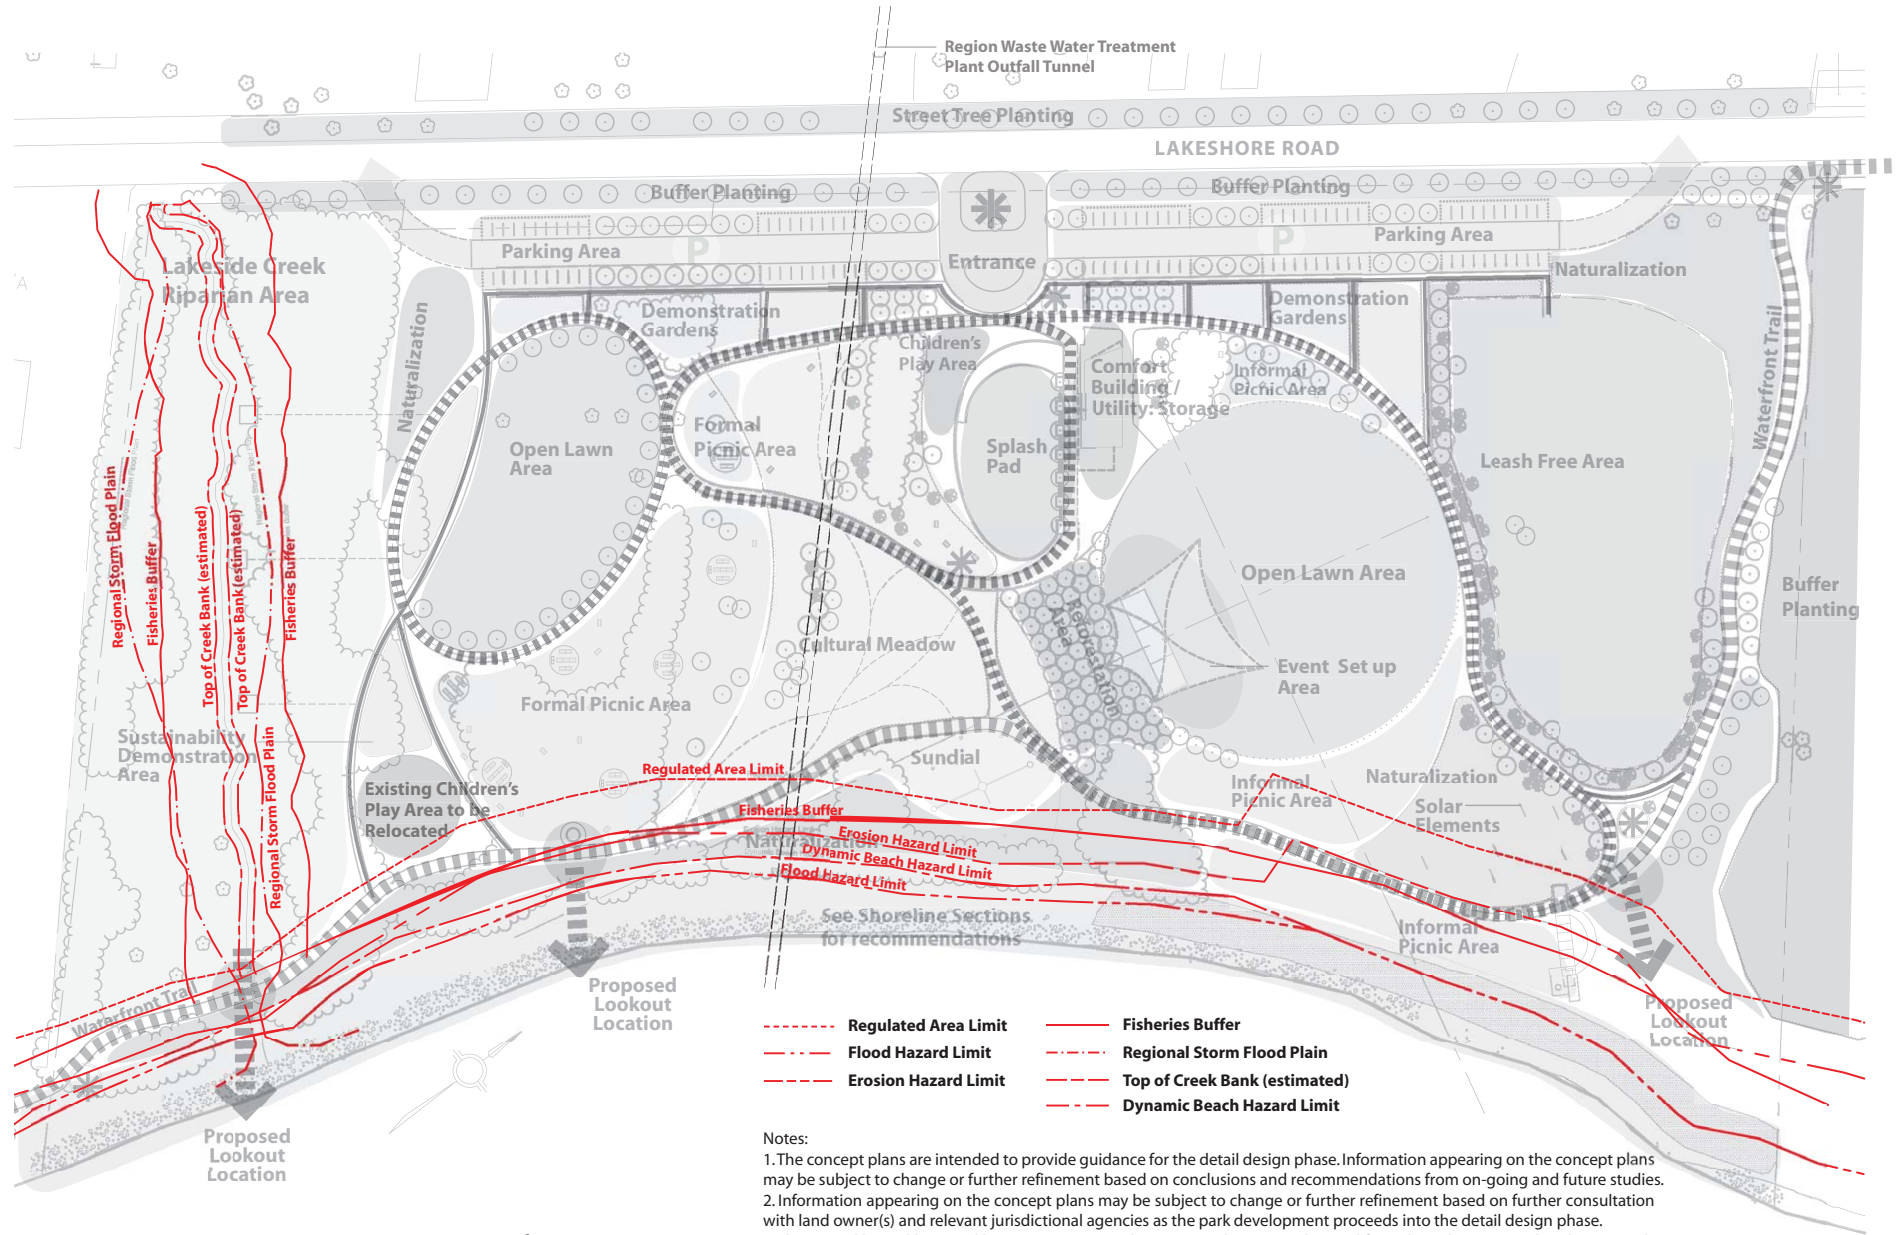 Region Waste Water Treatment
Plant Outfall Tunnel
Street Tree Planting
LAKESHORE ROAD
Buffer Planting
Buffer Planting
Parking Area
P
Entrance
P
Parking Area
Naturalization
Lakeside Creek
Riparian Area
Naturalization
Demonstration
Gardens
Children's
Play Area
Demonstration
Gardens
Comfort
Building /
Utility: Storage
Informal
Picnic Area
Waterfront Trail
Formal
Picnic Area
Open Lawn
Area
Splash
Pad
Leash Free Area
Regional Storm Flood Plain
Fisheries Buffer
Top of Creek Bank (estimated)
Top of Creek Bank (estimated)
Fisheries Buffer
Regional Storm Flood Plain
Open Lawn Area
Buffer
Planting
Reforestation
Area
Cultural Meadow
Event Set up
Area
Formal Picnic Area
Sustainability
Demonstration
Area
Sundial
Regulated Area Limit
Existing Children's
Play Area to be
Relocated
Informal
Picnic Area
Naturalization
Solar
Elements
Fisheries Buffer
Erosion Hazard Limit
Naturalization
Dynamic Beach Hazard Limit
Flood Hazard Limit
See Shoreline Sections
for recommendations
Informal
Picnic Area
Waterfront Trail
Proposed
Lookout
Location
Proposed
Lookout
Location
Proposed
Lookout
Location
Regulated Area Limit
Flood Hazard Limit
Erosion Hazard Limit
Fisheries Buffer
Regional Storm Flood Plain
Top of Creek Bank (estimated)
Dynamic Beach Hazard Limit
Notes:
1. The concept plans are intended to provide guidance for the detail design phase. Information appearing on the concept plans
may be subject to change or further refinement based on conclusions and recommendations from on-going and future studies.
2. Information appearing on the concept plans may be subject to change or further refinement based on further consultation
with land owner(s) and relevant jurisdictional agencies as the park development proceeds into the detail design phase.